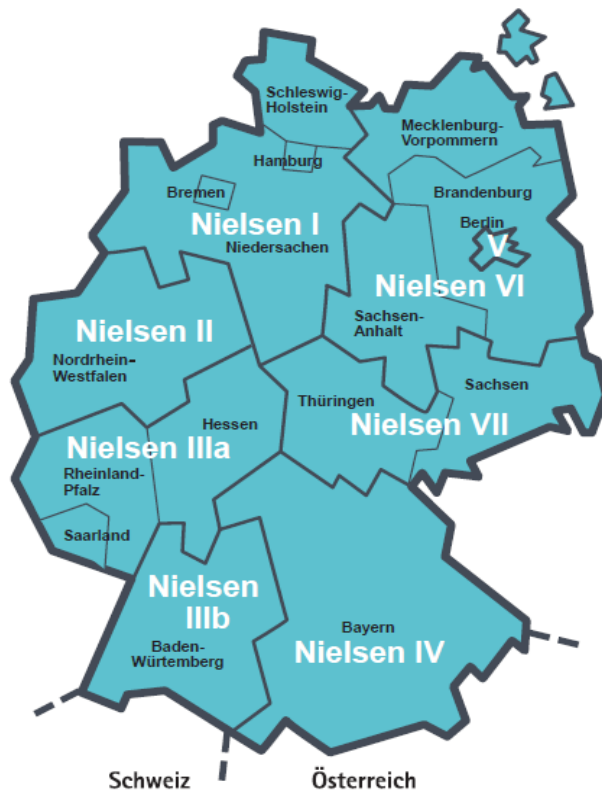 Schleswig-
Holstein
Mecklenburg-
Vorpommern
Hamburg
Bremen
Brandenburg
Nielsen I
Berlin
V
Niedersachen
Nielsen VI
Sachsen-
Anhalt
Nielsen II
Nordrhein-
Westfalen
Sachsen
Thüringen
Hessen
Nielsen VII
Nielsen IIIa
Rheinland-
Pfalz
Saarland
Nielsen
IIIb
Baden-
Würtemberg
Bayern
Nielsen IV
Schweiz
Österreich